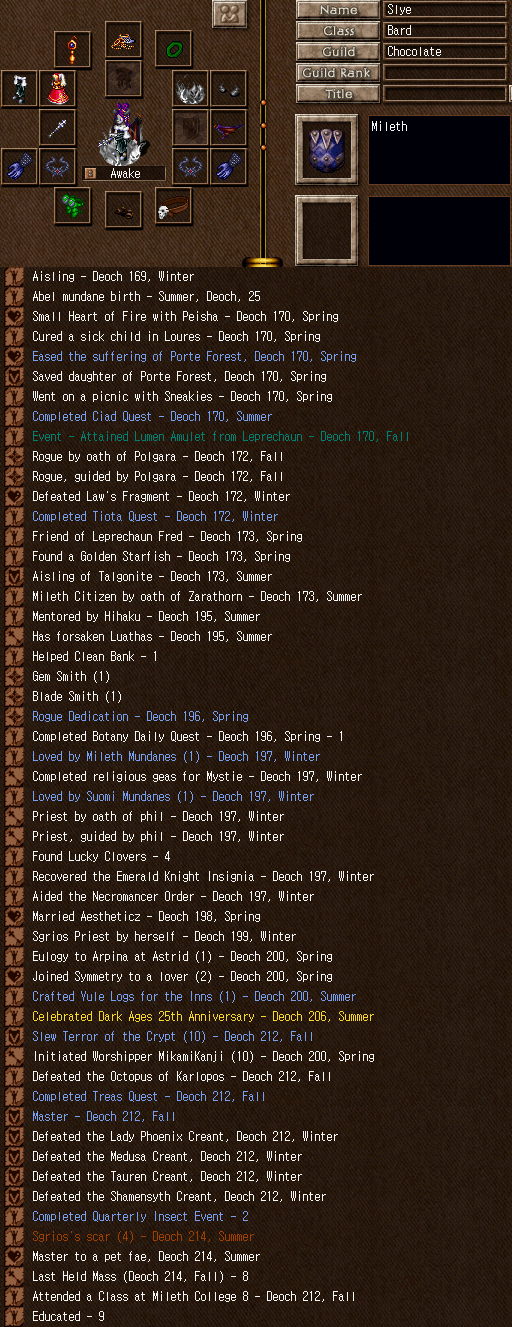 Name Slye
Class Bard
Guild Chocolate
Guild Rank
Title
Mileth
Awake
Aisling - Deoch 169, Winter
Abel mundane birth - Summer, Deoch, 25
Small Heart of Fire with Peisha - Deoch 170, Spring
Cured a sick child in Loures - Deoch 170, Spring
Eased the suffering of Porte Forest, Deoch 170, Spring
Saved daughter of Porte Forest, Deoch 170, Spring
Went on a picnic with Sneakies - Deoch 170, Spring
Completed Ciad Quest - Deoch 170, Summer
Event - Attained Lumen Amulet from Leprechaun - Deoch 170, Fall
Rogue by oath of Polgara - Deoch 172, Fall
Rogue, guided by Polgara - Deoch 172, Fall
Defeated Law's Fragment - Deoch 172, Winter
Completed Tiota Quest - Deoch 172, Winter
Friend of Leprechaun Fred - Deoch 173, Spring
Found a Golden Starfish - Deoch 173, Spring
Aisling of Talgonite - Deoch 173, Summer
Mileth Citizen by oath of Zarathorn - Deoch 173, Summer
Mentored by Hihaku - Deoch 195, Summer
Has forsaken Luathas - Deoch 195, Summer
Helped Clean Bank - 1
Gem Smith (1)
Blade Smith (1)
Rogue Dedication - Deoch 196, Spring
Completed Botany Daily Quest - Deoch 196, Spring - 1
Loved by Mileth Mundanes (1) - Deoch 197, Winter
Completed religious geas for Mystie - Deoch 197, Winter
Loved by Suomi Mundanes (1) - Deoch 197, Winter
Priest by oath of phil - Deoch 197, Winter
Priest, guided by phil - Deoch 197, Winter
Found Lucky Clovers - 4
Recovered the Emerald Knight Insignia - Deoch 197, Winter
Aided the Necromancer Order - Deoch 197, Winter
Married Aestheticz - Deoch 198, Spring
Sgrios Priest by herself - Deoch 199, Winter
Eulogy to Arpina at Astrid (1) - Deoch 200, Spring
Joined Symmetry to a lover (2) - Deoch 200, Spring
Crafted Yule Logs for the Inns (1) - Deoch 200, Summer
Celebrated Dark Ages 25th Anniversary - Deoch 206, Summer
Slew Terror of the Crypt (10) - Deoch 212, Fall
Initiated Worshipper MikamiKanji (10) - Deoch 200, Spring
Defeated the Octopus of Karlopos - Deoch 212, Fall
Completed Treas Quest - Deoch 212, Fall
Master - Deoch 212, Fall
Defeated the Lady Phoenix Creant, Deoch 212, Winter
Defeated the Medusa Creant, Deoch 212, Winter
Defeated the Tauren Creant, Deoch 212, Winter
Defeated the Shamensyth Creant, Deoch 212, Winter
Completed Quarterly Insect Event - 2
Sgrios's scar (4) - Deoch 214, Summer
Master to a pet fae, Deoch 214, Summer
Last Held Mass (Deoch 214, Fall) - 8
Attended a Class at Mileth College 8 - Deoch 212, Fall
Educated - 9